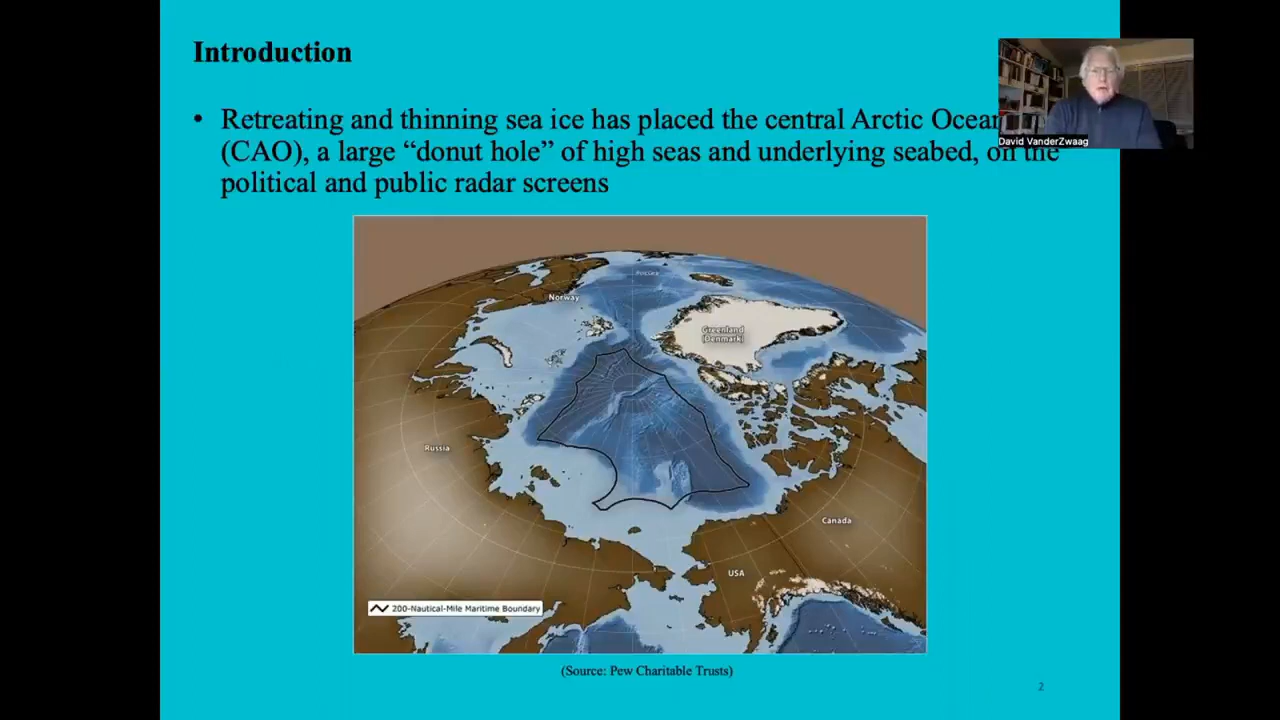 Introduction
• Retreating and thinning sea ice has placed the central Arctic Ocean
(CAO), a large “donut hole” of high seas and underlying seabed, on the
political and public radar screens
David VanderZwaag
Norway
Greenland
(Denmark)
Russia
Canada
USA
200-Nautical-Mile Maritime Boundary
(Source: Pew Charitable Trusts)
2